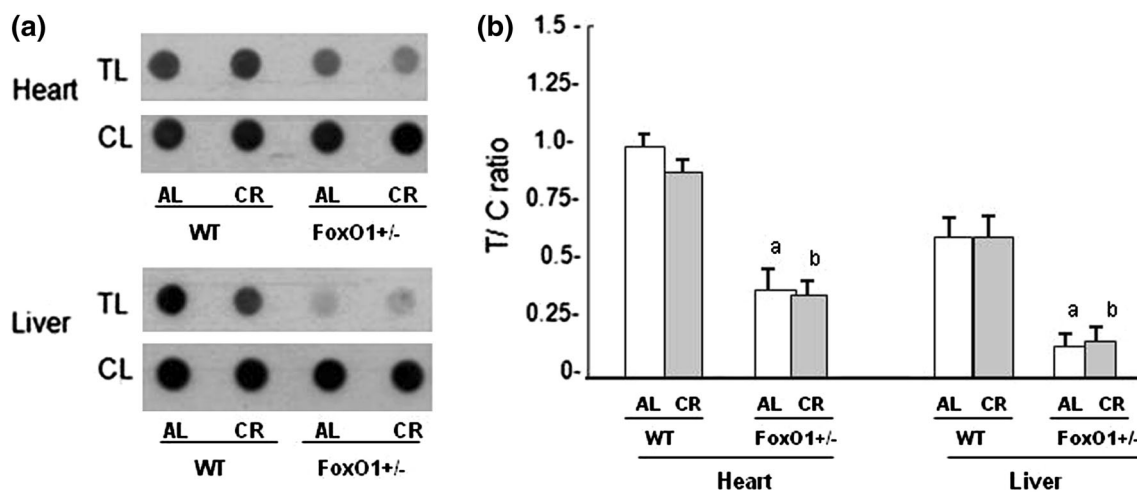 (a)
Heart
TL
CL
AL CR AL CR
WT FoxO1+/-
Liver
TL
CL
AL CR AL CR
WT FoxO1+/-
(b)
T/ C ratio
1.5-
1.25-
1.0-
0.75-
0.5-
0.25-
0-
a b
a b
AL CR AL CR AL CR AL CR
WT FoxO1+/- WT FoxO1+/-
Heart Liver